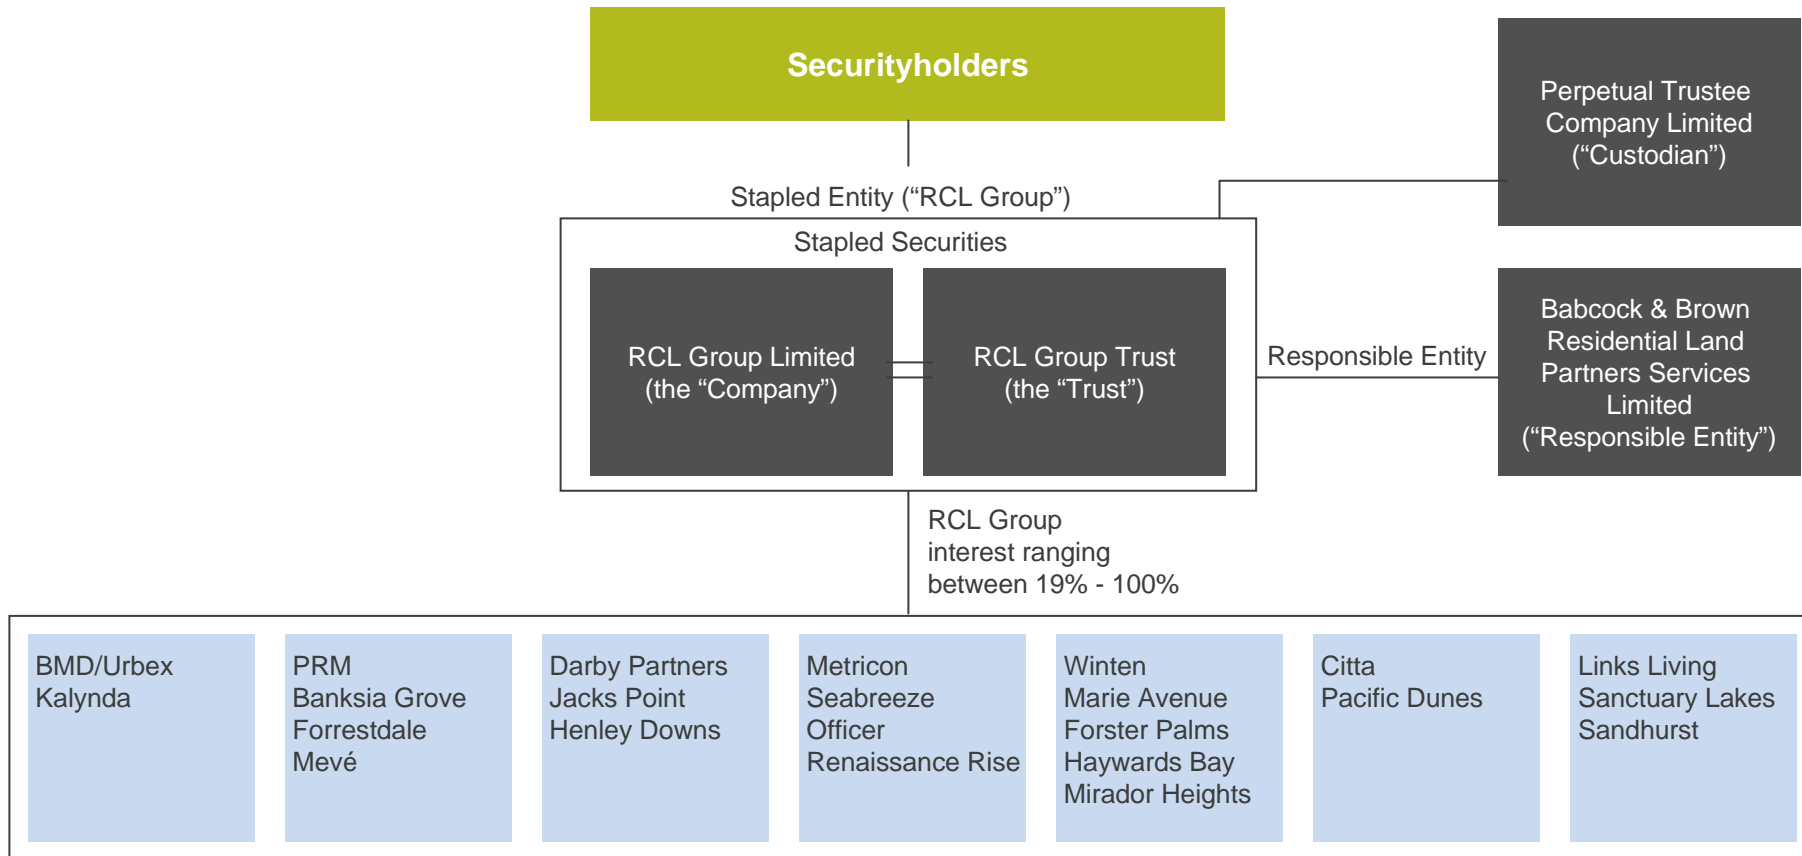 Securityholders
Perpetual Trustee
Company Limited
(“Custodian”)
Stapled Entity (“RCL Group”)
Stapled Securities
RCL Group Limited
(the “Company”)
RCL Group Trust
(the “Trust”)
Responsible Entity
Babcock & Brown
Residential Land
Partners Services
Limited
(“Responsible Entity”)
RCL Group
interest ranging
between 19% - 100%
BMD/Urbex
Kalynda
PRM
Banksia Grove
Forrestdale
Mevé
Darby Partners
Jacks Point
Henley Downs
Metricon
Seabreeze
Officer
Renaissance Rise
Winten
Marie Avenue
Forster Palms
Haywards Bay
Mirador Heights
Citta
Pacific Dunes
Links Living
Sanctuary Lakes
Sandhurst